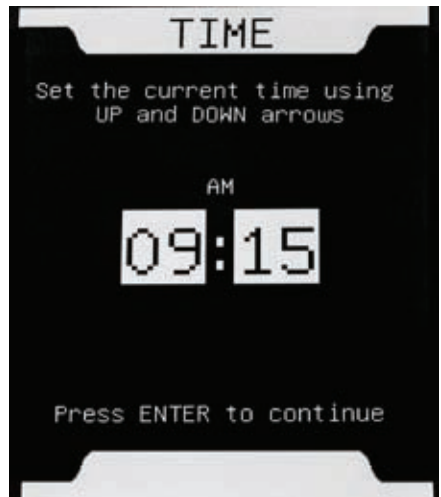 TIME
Set the current time using
UP and DOWN arrows
AM
09:15
Press ENTER to continue